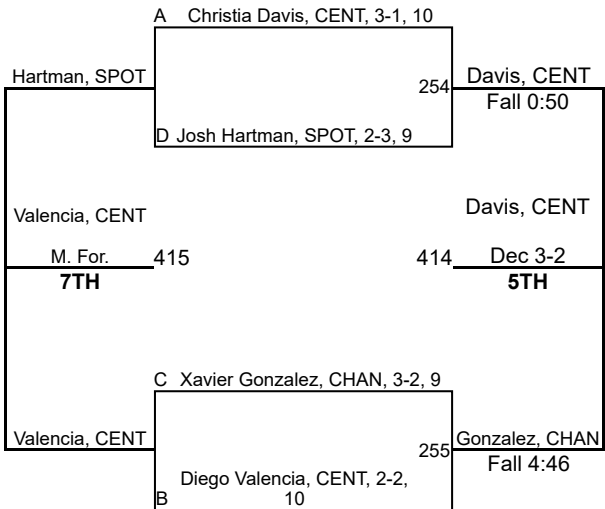 A Christia Davis, CENT, 3-1, 10
Hartman, SPOT
254
Davis, CENT
Fall 0:50
D Josh Hartman, SPOT, 2-3, 9
Valencia, CENT
Davis, CENT
M. For.
415
414
Dec 3-2
7TH
5TH
C Xavier Gonzalez, CHAN, 3-2, 9
Valencia, CENT
255
Gonzalez, CHAN
Fall 4:46
Diego Valencia, CENT, 2-2,
B 10